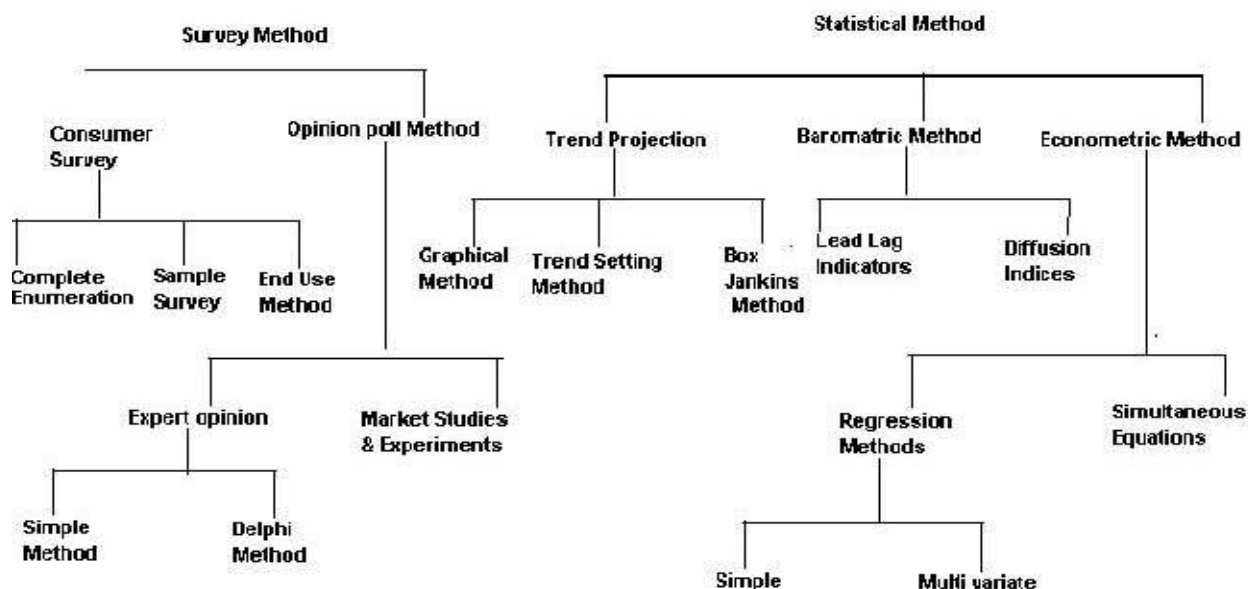 Survey Method
Statistical Method
Consumer
Survey
Opinion poll Method
Trend Projection
Baromatric Method
Econometric Method
Complete
Enumeration
Sample
Survey
End Use
Method
Graphical
Method
Trend Setting
Method
Box
Jankins
Method
Lead Lag
Indicators
Diffusion
Indices
Expert opinion
Market Studies
& Experiments
Regression
Methods
Simultaneous
Equations
Simple
Method
Delphi
Method
Simple
Multi variate